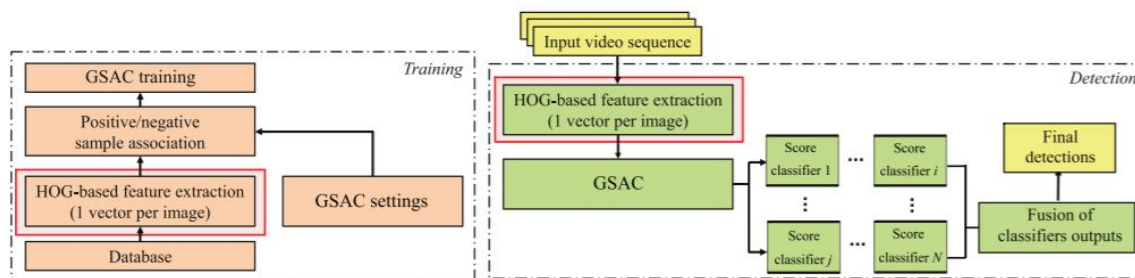 Training
GSAC training
Positive/negative
sample association
HOG-based feature extraction
(1 vector per image)
Database
GSAC settings
Input video sequence
Detection
HOG-based feature extraction
(1 vector per image)
GSAC
Score
classifier 1
...
Score
classifier i
⋮
⋮
Score
classifier j
...
Score
classifier N
Final
detections
Fusion of
classifiers outputs